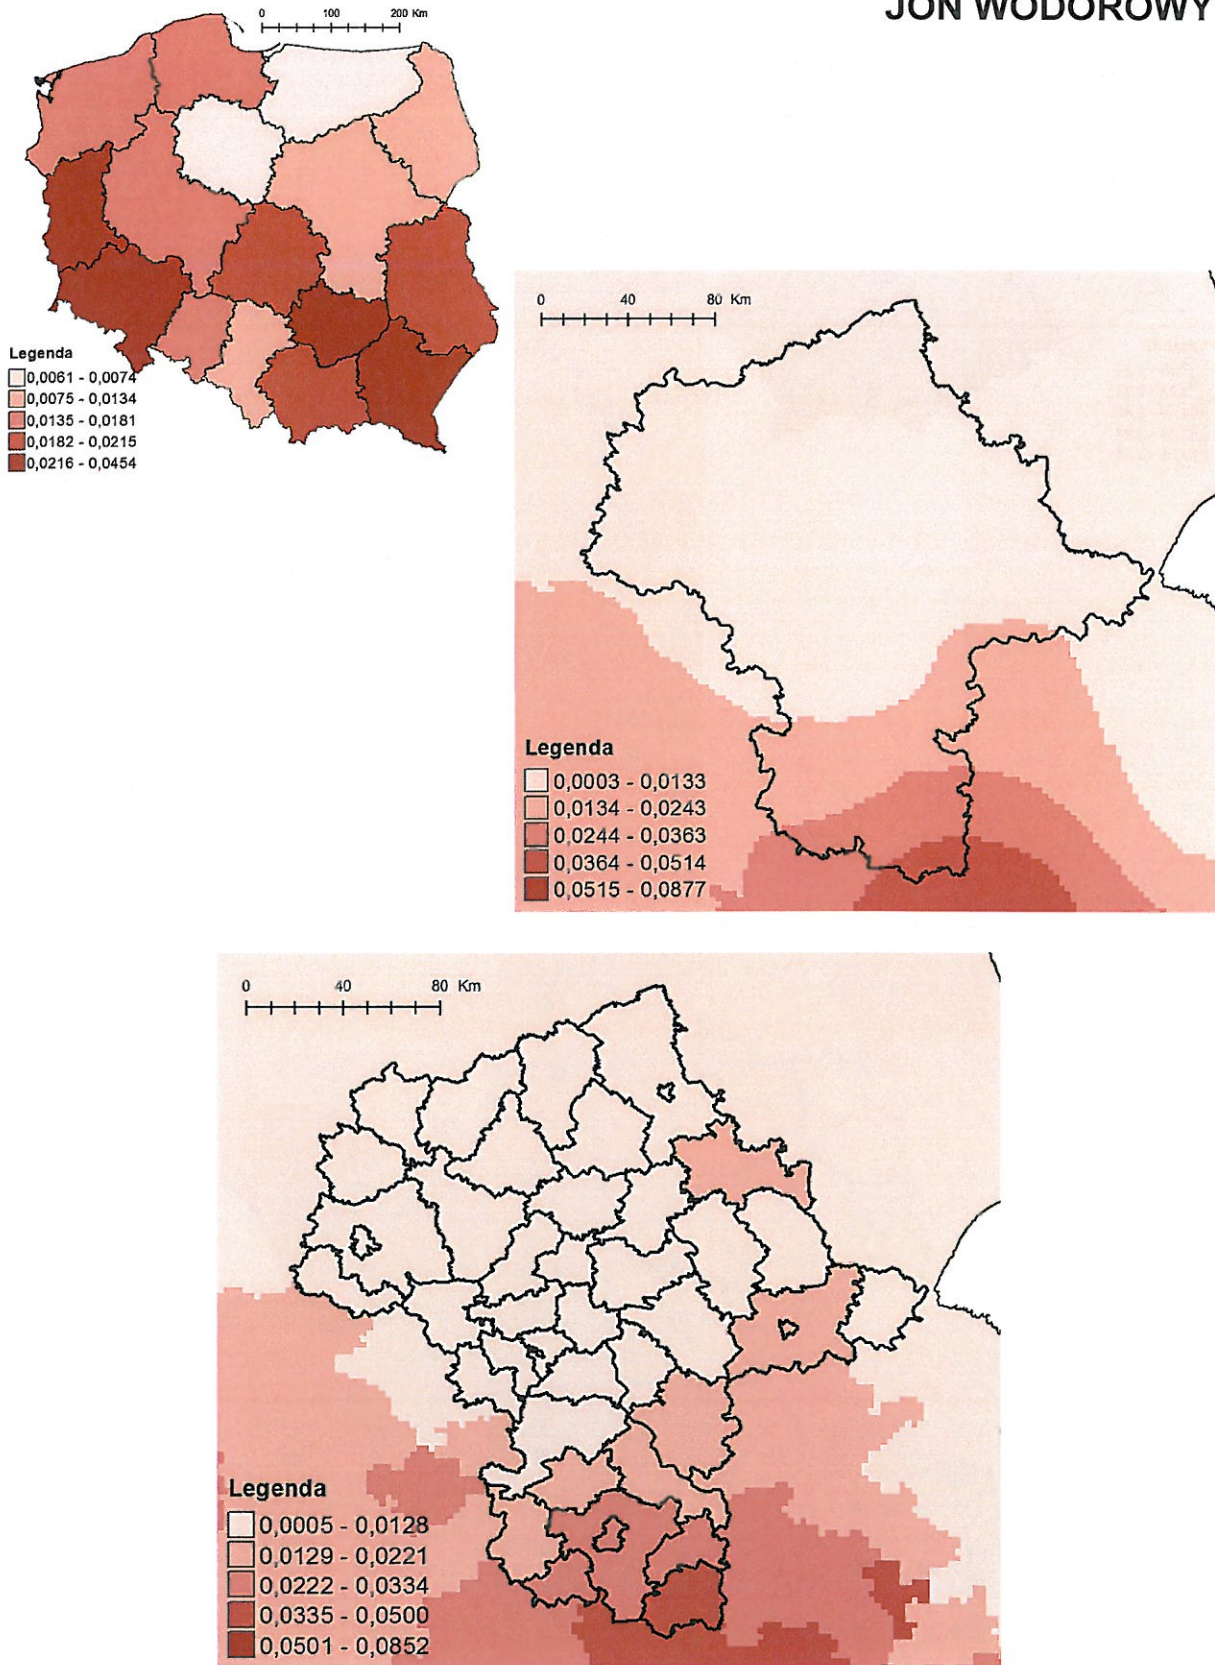 JON WODOROWY
0 100 200 Km
Legenda
0,0061 - 0,0074
0,0075 - 0,0134
0,0135 - 0,0181
0,0182 - 0,0215
0,0216 - 0,0454
0 40 80 Km
Legenda
0,0003 - 0,0133
0,0134 - 0,0243
0,0244 - 0,0363
0,0364 - 0,0514
0,0515 - 0,0877
0 40 80 Km
Legenda
0,0005 - 0,0128
0,0129 - 0,0221
0,0222 - 0,0334
0,0335 - 0,0500
0,0501 - 0,0852